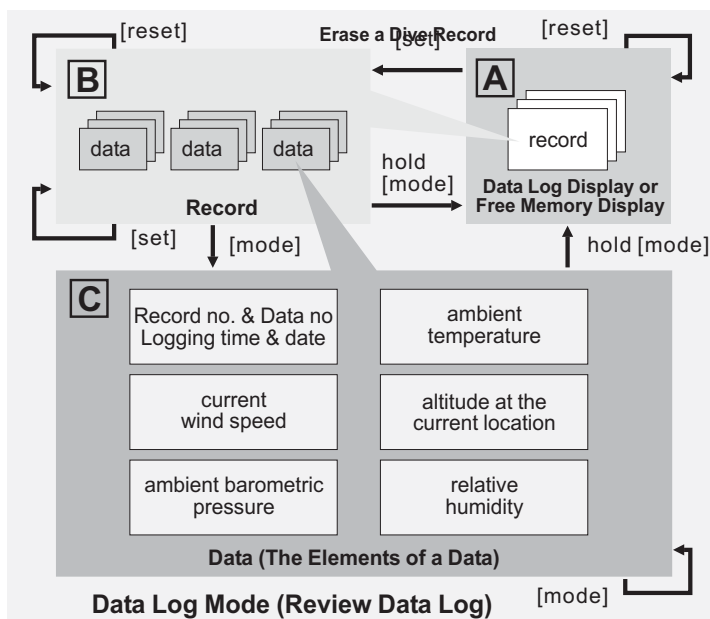 [reset]
Erase a Dive Record
[set]
[reset]
B
A
data
data
data
record
hold
[mode]
Data Log Display or
Free Memory Display
Record
[set]
[mode]
hold [mode]
C
Record no. & Data no
Logging time & date
ambient
temperature
current
wind speed
altitude at the
current location
ambient barometric
pressure
relative
humidity
Data (The Elements of a Data)
[mode]
Data Log Mode (Review Data Log)